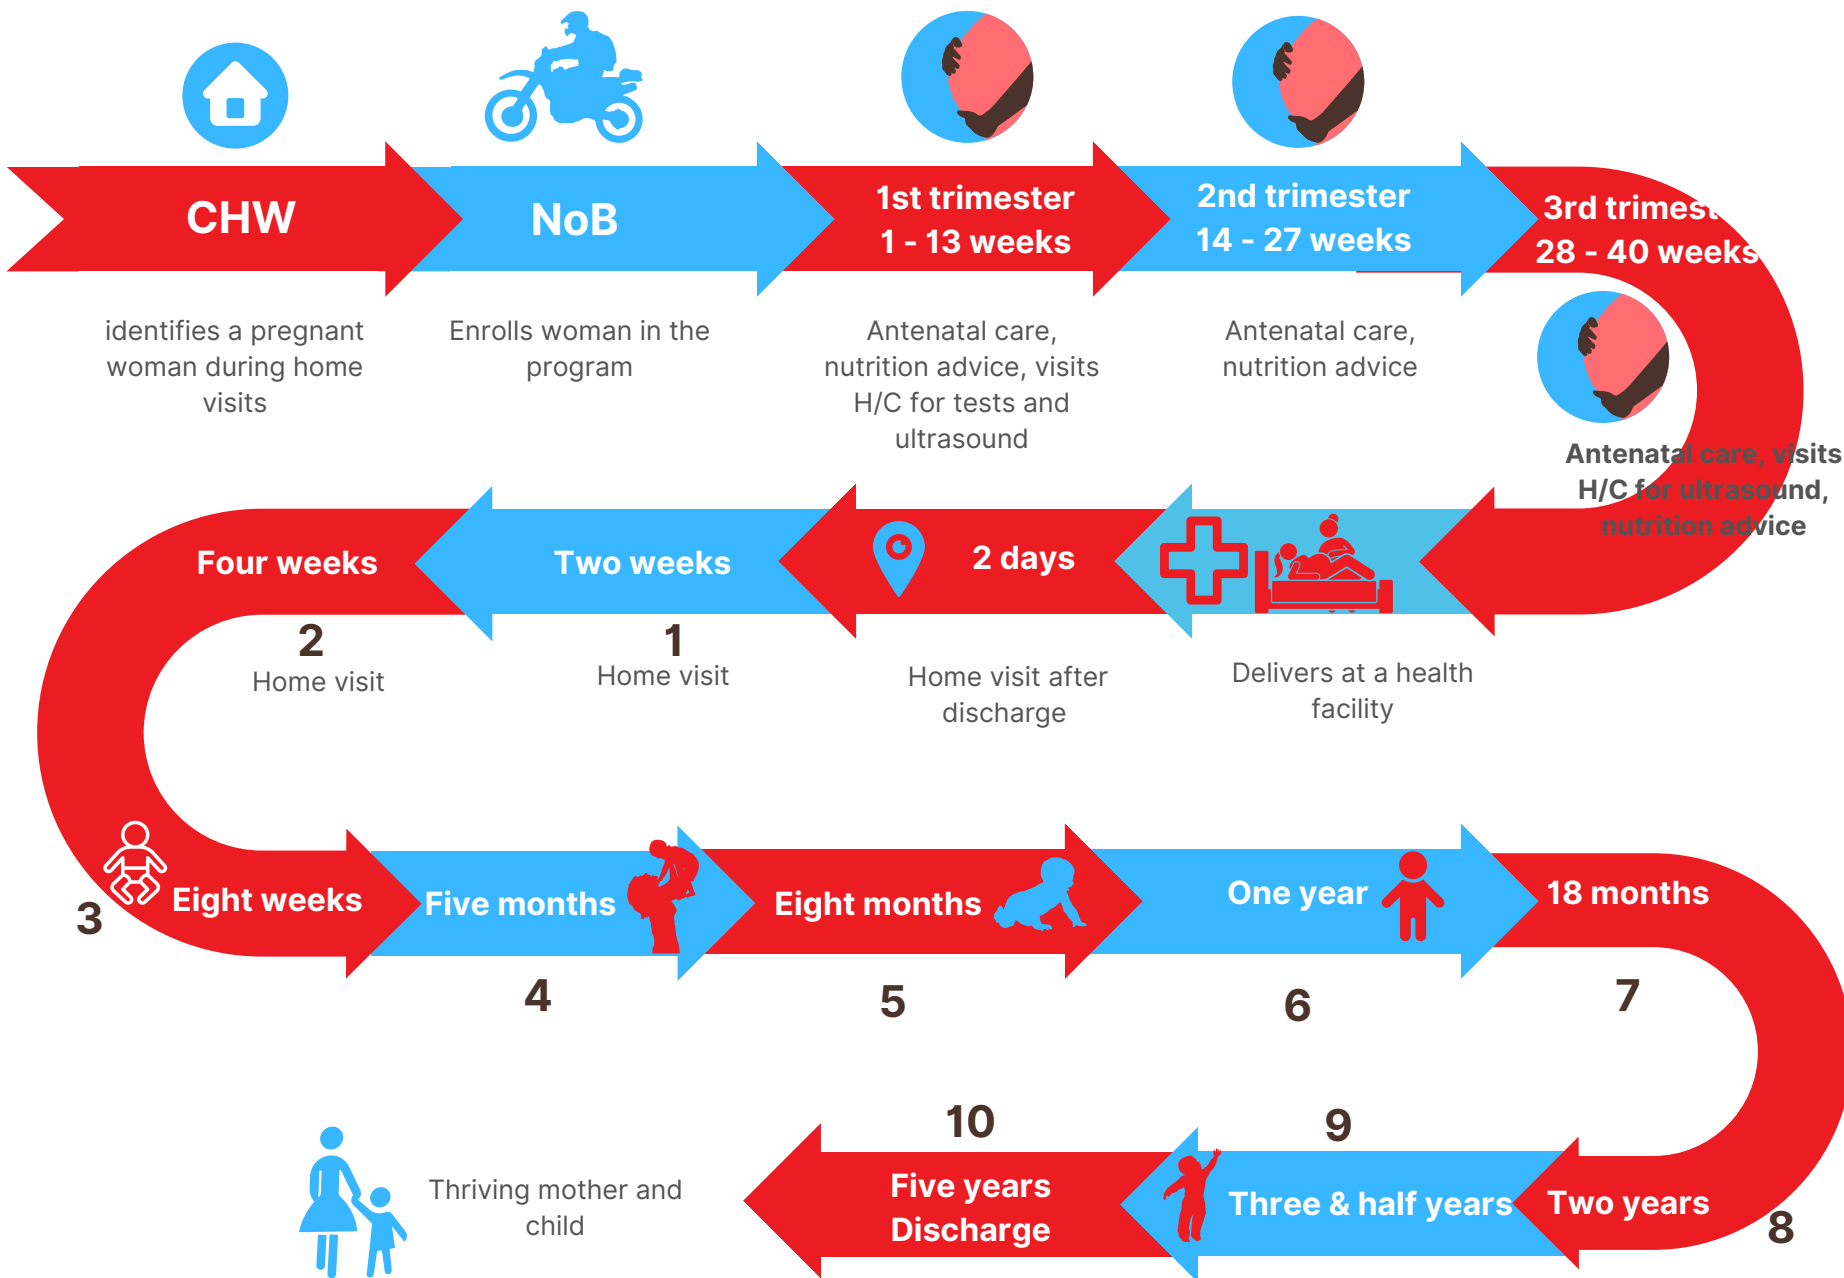 CHW
NoB
1st trimester
1 - 13 weeks
2nd trimester
14 - 27 weeks
3rd trimest
28 - 40 weeks
identifies a pregnant
woman during home
visits
Enrolls woman in the
program
Antenatal care,
nutrition advice, visits
H/C for tests and
ultrasound
Antenatal care,
nutrition advice
Antenatal care, visits
H/C for ultrasound,
nutrition advice
Delivers at a health
facility
2 days
Home visit after
discharge
Two weeks
1
Home visit
Four weeks
2
Home visit
3
Eight weeks
Five months
4
Eight months
5
One year
6
18 months
7
8
Two years
9
Three & half years
10
Five years
Discharge
Thriving mother and
child